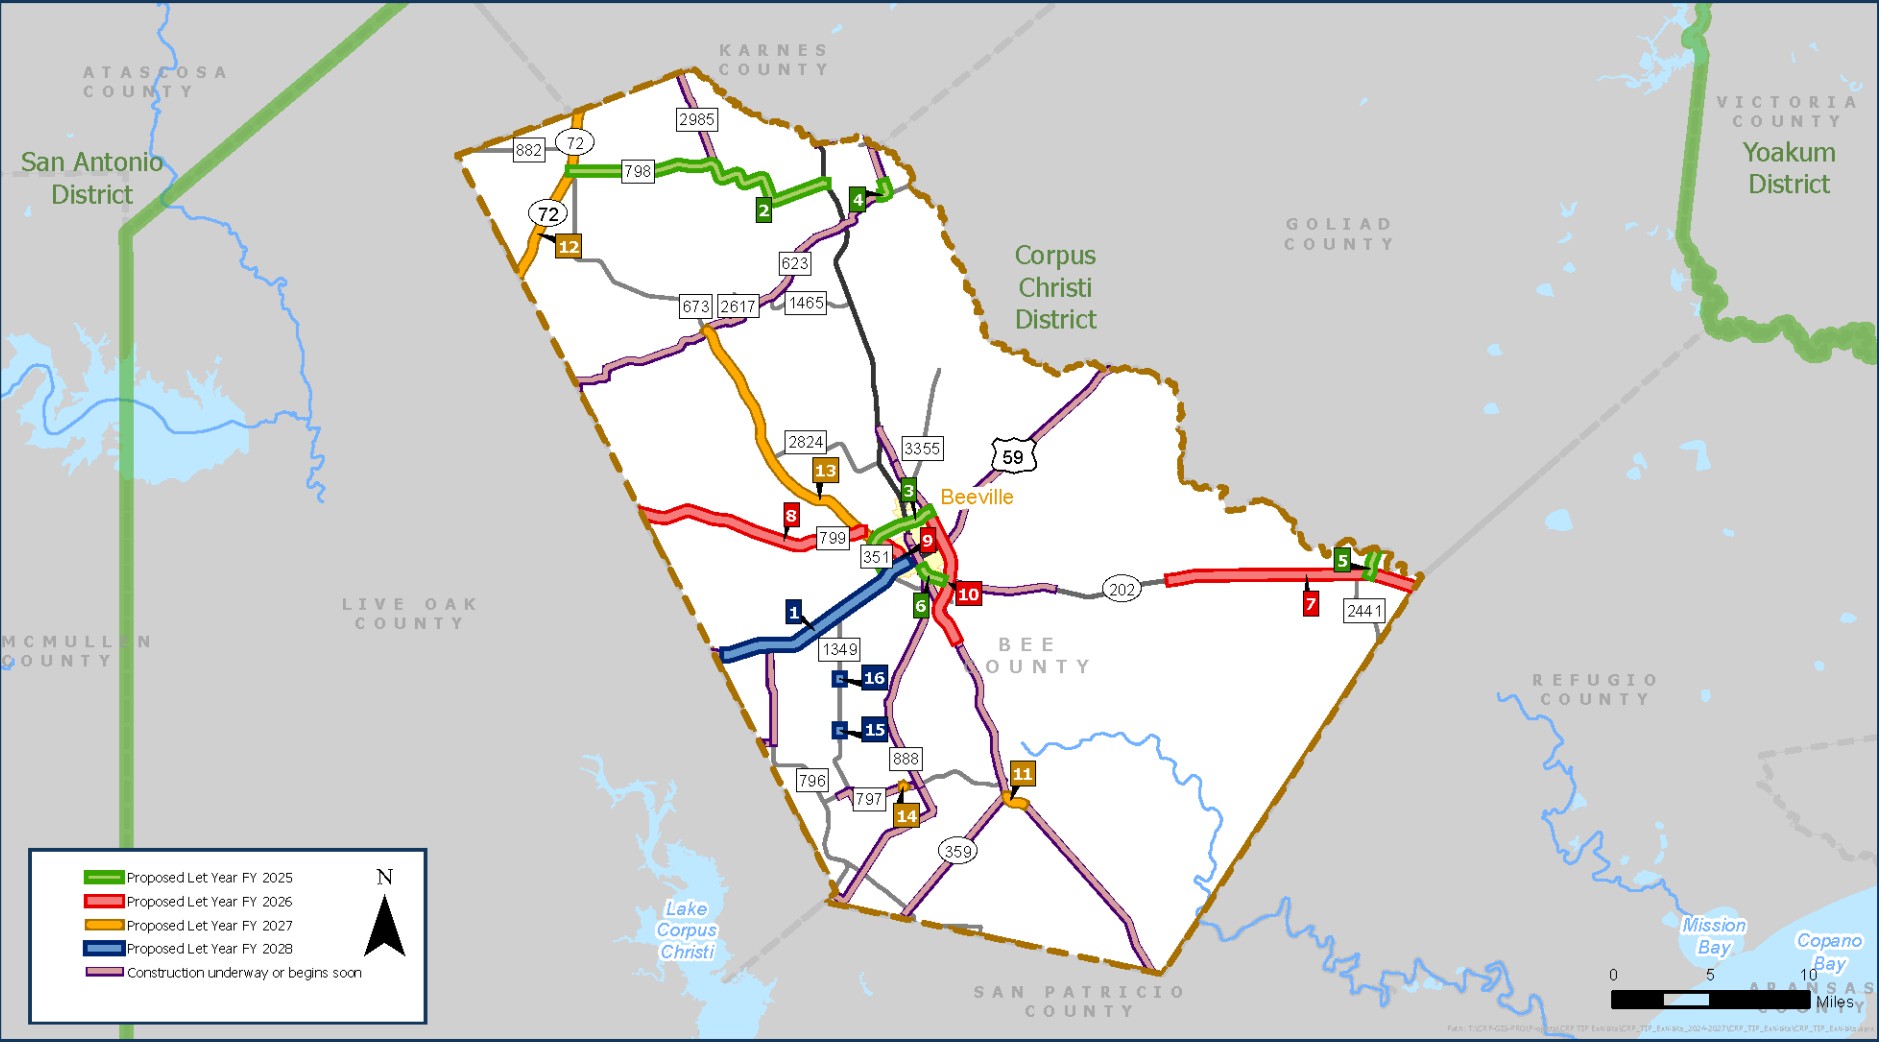 KARNES
COUNTY
ATASCOSA
COUNTY
VICTORIA
COUNTY
San Antonio
District
Yoakum
District
2985
882
72
798
72
2
4
12
GOLIAD
COUNTY
Corpus
Christi
District
623
673
2617
1465
2824
3355
59
13
3
Beeville
8
799
351
9
5
202
10
7
2441
6
1
LIVE OAK
COUNTY
MCMULLEN
COUNTY
1349
BEE
COUNTY
16
15
REFUGIO
COUNTY
888
796
797
11
14
359
Proposed Let Year FY 2025
Proposed Let Year FY 2026
Proposed Let Year FY 2027
Proposed Let Year FY 2028
Construction underway or begins soon
N
Lake
Corpus
Christi
Mission
Bay
Copano
Bay
SAN PATRICIO
COUNTY
ARANSAS
COUNTY
0 5 10
Miles